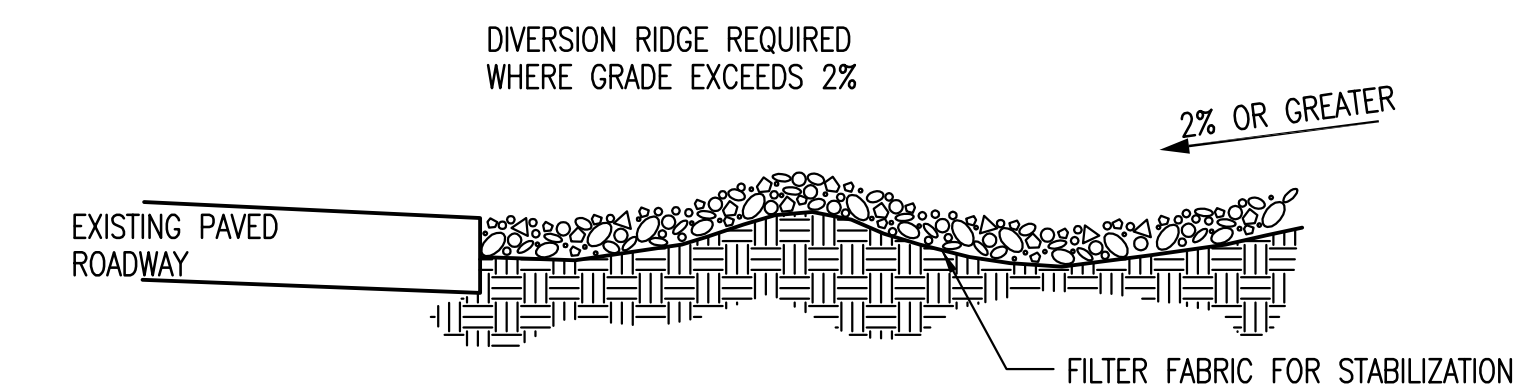 DIVERSION RIDGE REQUIRED
WHERE GRADE EXCEEDS 2%
2% OR GREATER
EXISTING PAVED
ROADWAY
FILTER FABRIC FOR STABILIZATION